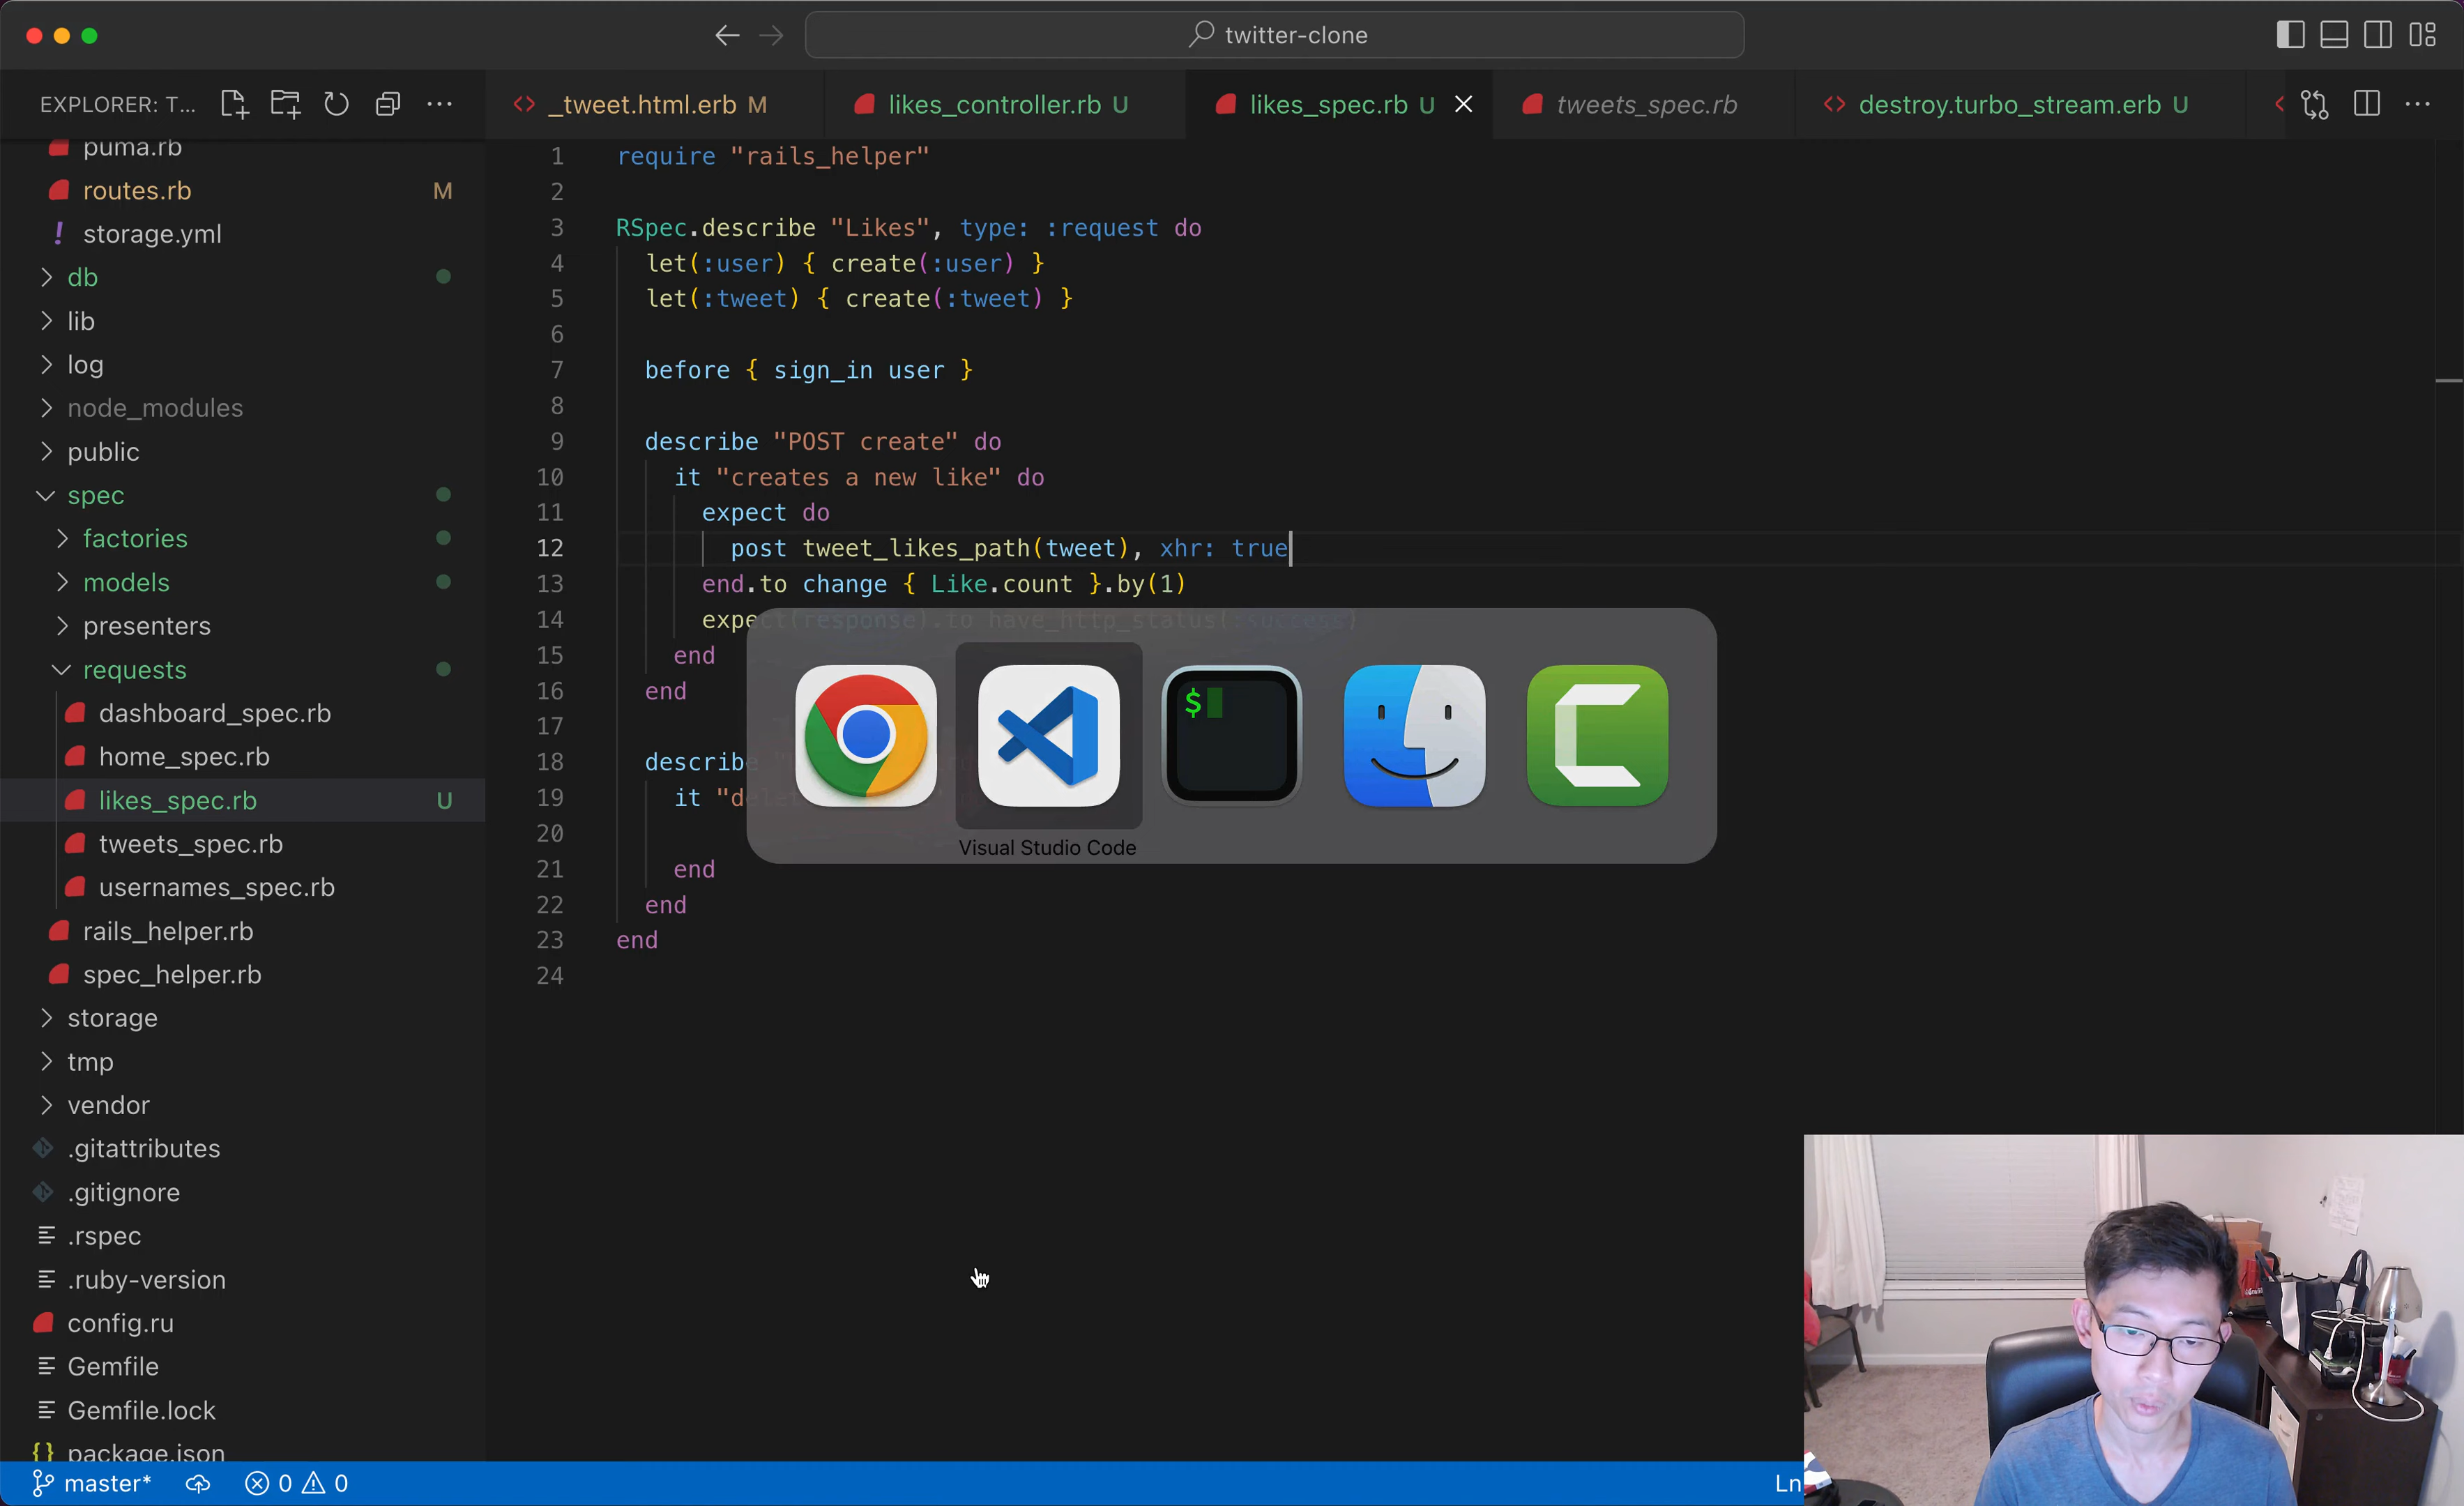 twitter-clone
EXPLORER: T...
_tweet.html.erb M
likes_controller.rb U
likes_spec.rb U
tweets_spec.rb
destroy.turbo_stream.erb U
puma.rb
routes.rb M
storage.yml
db
lib
log
node_modules
public
spec
factories
models
presenters
requests
dashboard_spec.rb
home_spec.rb
likes_spec.rb U
tweets_spec.rb
usernames_spec.rb
rails_helper.rb
spec_helper.rb
storage
tmp
vendor
.gitattributes
.gitignore
.rspec
.ruby-version
config.ru
Gemfile
Gemfile.lock
package.json
1 require "rails_helper"
2
3 RSpec.describe "Likes", type: :request do
4 let(:user) { create(:user) }
5 let(:tweet) { create(:tweet) }
6
7 before { sign_in user }
8
9 describe "POST create" do
10 it "creates a new like" do
11 expect do
12 post tweet_likes_path(tweet), xhr: true
13 end.to change { Like.count }.by(1)
14 expect(response).to have_http_status(:success)
15 end
16 end
17
18 describe
19 it
20
21 end
22 end
23 end
24
$
Visual Studio Code
master* 0 0
Ln